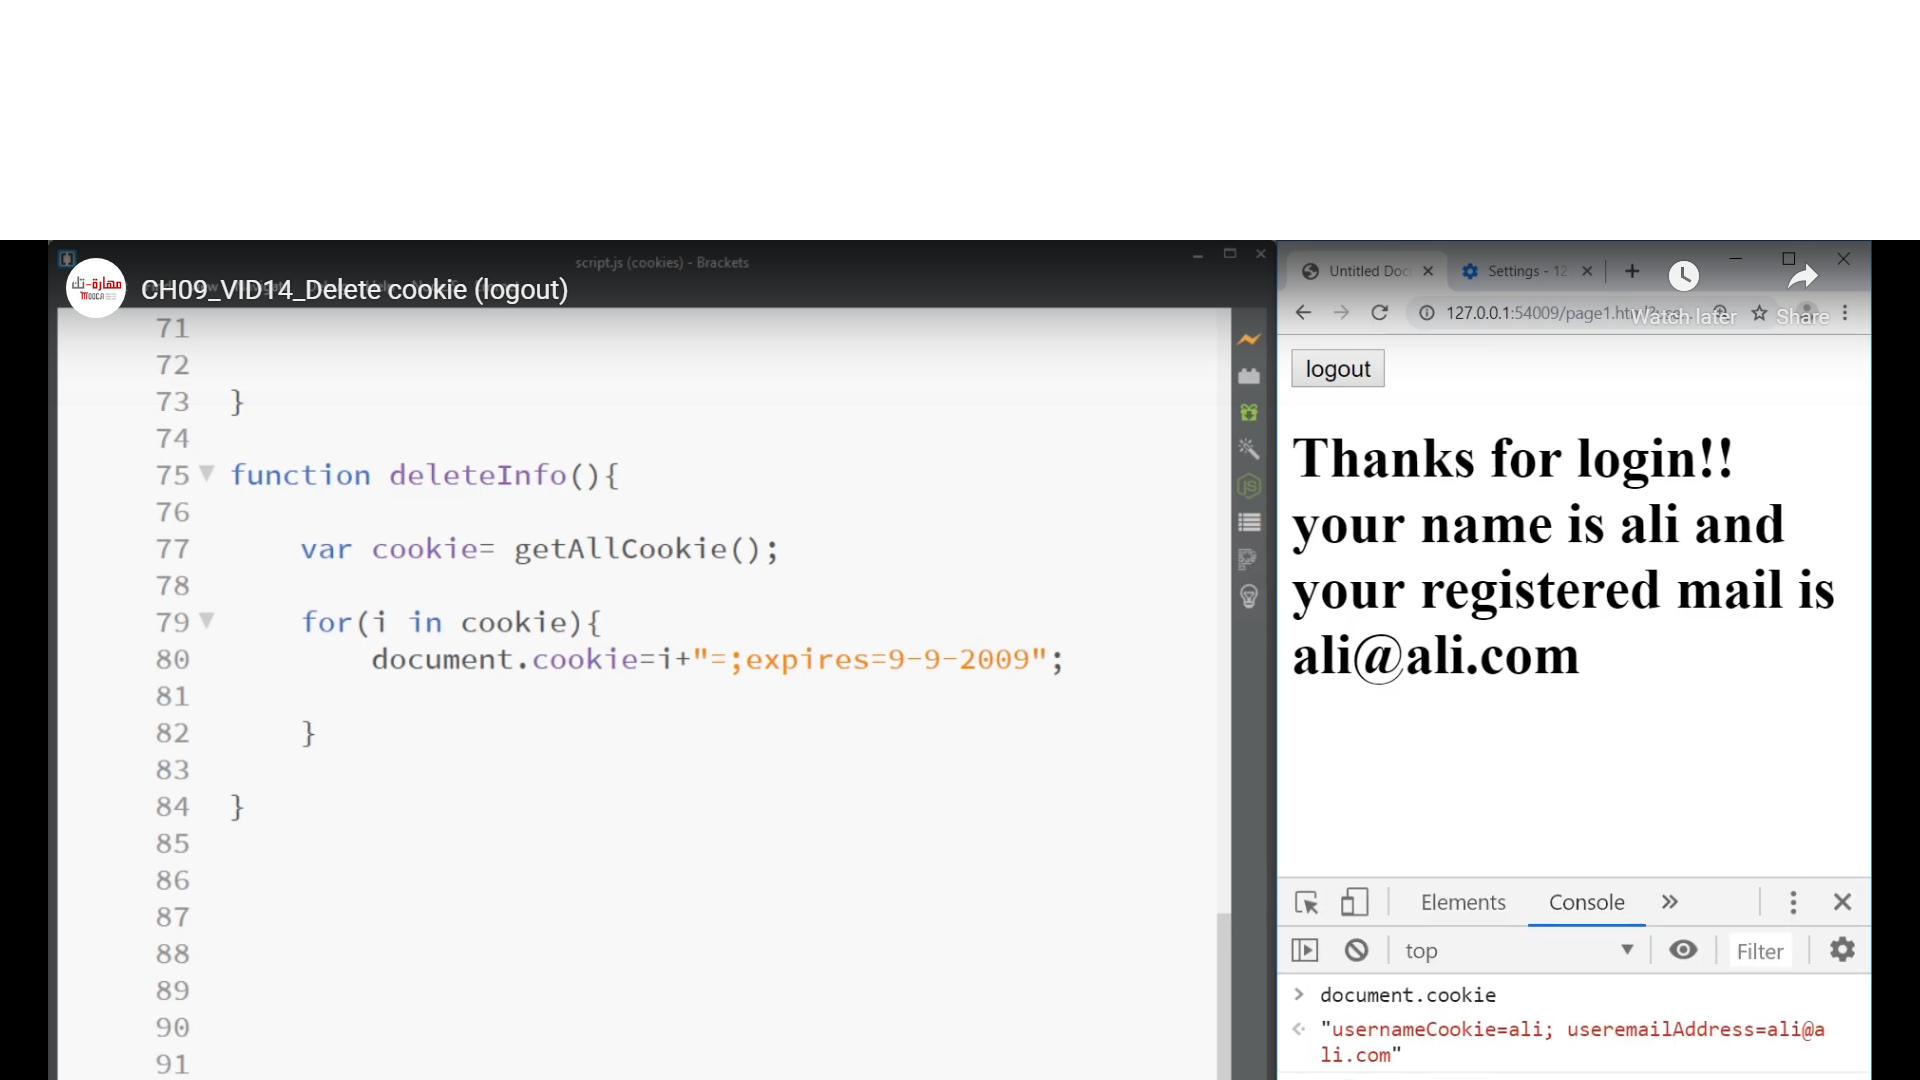 script.js (cookies) - Brackets
مهارة-تك
MOOCA
CH09_VID14_Delete cookie (logout)
71
72
73 }
74
75 function deleteInfo(){
76
77 var cookie= getAllCookie();
78
79 for(i in cookie){
80 document.cookie=i+"=;expires=9-9-2009";
81
82 }
83
84 }
85
86
87
88
89
90
91
Untitled Doc
Settings - 12
127.0.0.1:54009/page1.htm
Watch later
Share
logout
Thanks for login!!
your name is ali and
your registered mail is
ali@ali.com
Elements Console
top
Filter
> document.cookie
"usernameCookie=ali; useremailAddress=ali@a
li.com"